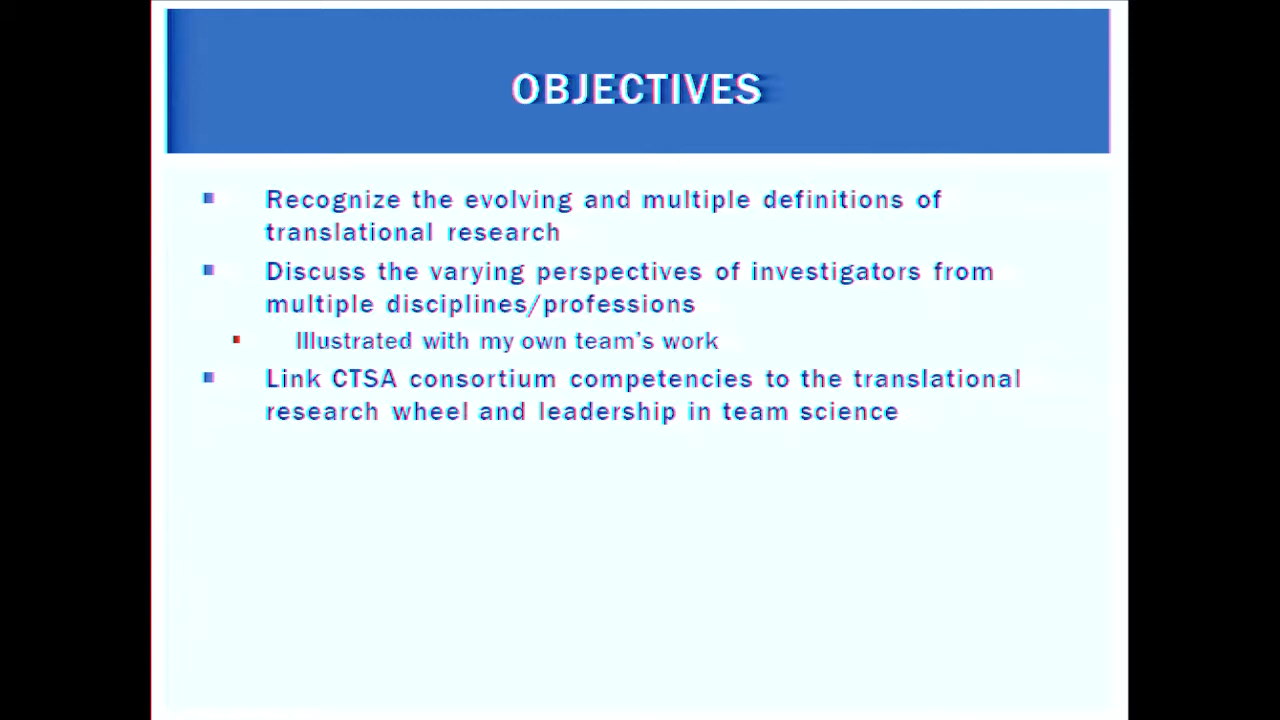 OBJECTIVES
Recognize the evolving and multiple definitions of
translational research
Discuss the varying perspectives of investigators from
multiple disciplines/professions
Illustrated with my own team's work
Link CTSA consortium competencies to the translational
research wheel and leadership in team science